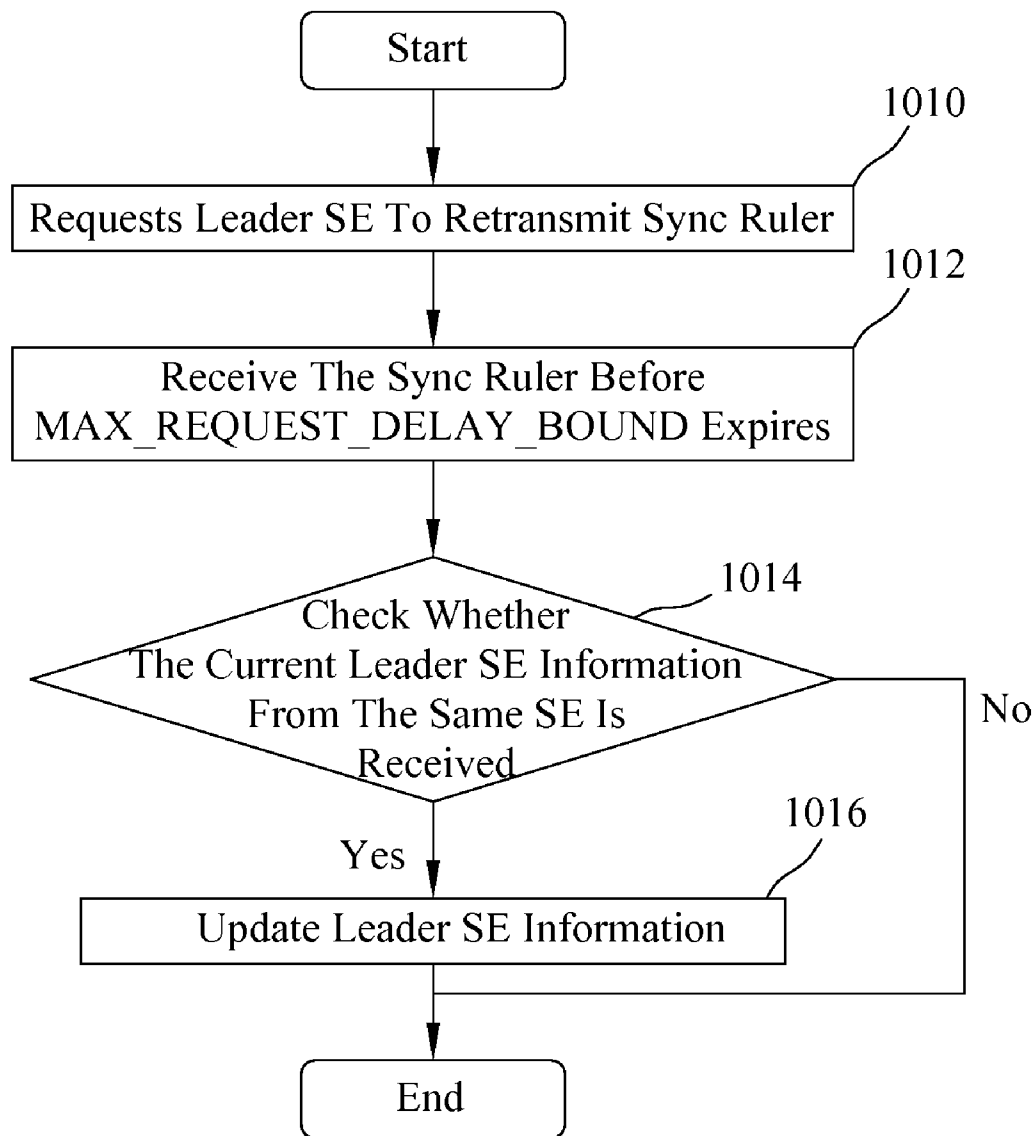 Start
1010
Requests Leader SE To Retransmit Sync Ruler
1012
Receive The Sync Ruler Before
MAX_REQUEST_DELAY_BOUND Expires
1014
Check Whether
The Current Leader SE Information
From The Same SE Is
Received
No
Yes
1016
Update Leader SE Information
End